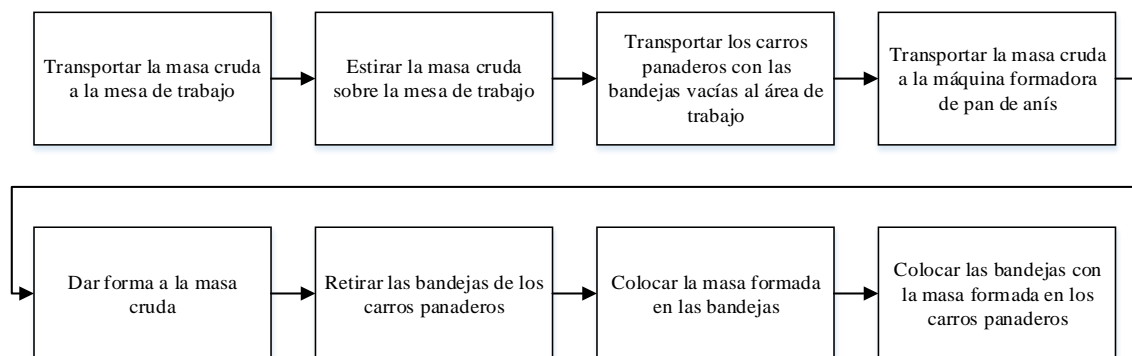 Transportar la masa cruda
a la mesa de trabajo
Estirar la masa cruda
sobre la mesa de trabajo
Transportar los carros
panaderos con las
bandejas vacías al área de
trabajo
Transportar la masa cruda
a la máquina formadora
de pan de anís
Dar forma a la masa
cruda
Retirar las bandejas de los
carros panaderos
Colocar la masa formada
en las bandejas
Colocar las bandejas con
la masa formada en los
carros panaderos